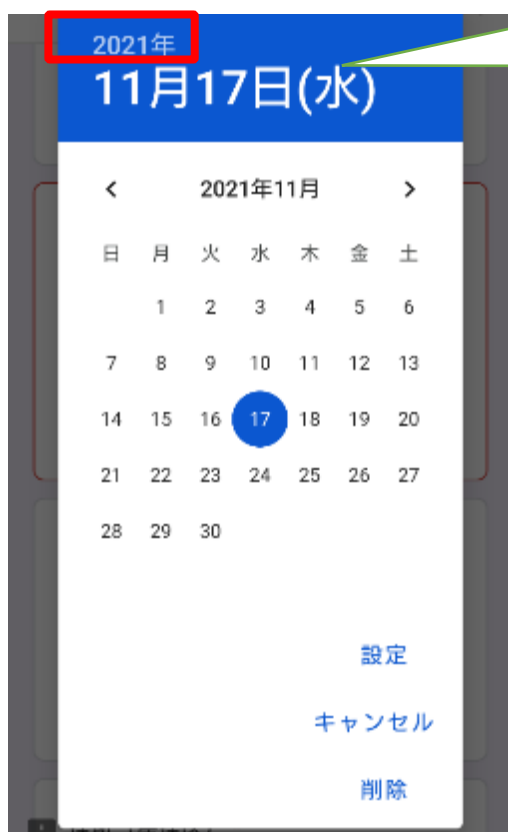 2021年
11月17日(水)
< 2021年11月 >
日 月 火 水 木 金 土
1 2 3 4 5 6
7 8 9 10 11 12 13
14 15 16 17 18 19 20
21 22 23 24 25 26 27
28 29 30
設定
キャンセル
削除